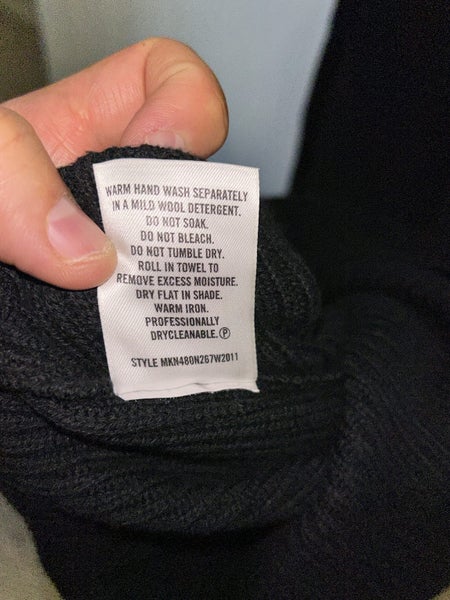 WARM HAND WASH SEPARATELY
IN A MILD WOOL DETERGENT.
DO NOT SOAK.
DO NOT BLEACH.
DO NOT TUMBLE DRY.
ROLL IN TOWEL TO
REMOVE EXCESS MOISTURE.
DRY FLAT IN SHADE.
WARM IRON.
PROFESSIONALLY
DRYCLEANABLE. Ⓟ
STYLE MKN480N267W2011